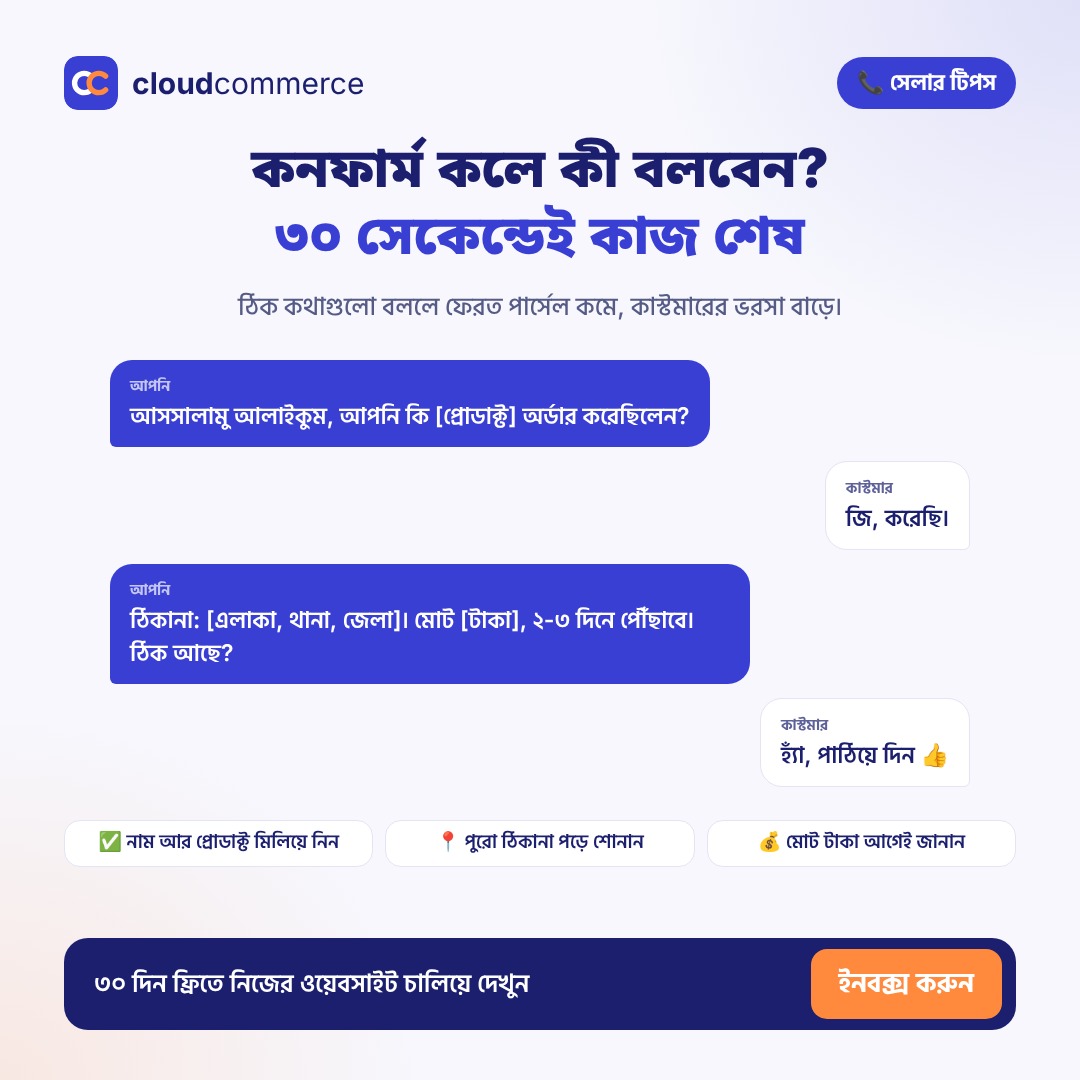 cloudcommerce
📞 সেলার টিপস
কনফার্ম কলে কী বলবেন?
৩০ সেকেন্ডেই কাজ শেষ
ঠিক কথাগুলো বললে ফেরত পার্সেল কমে, কাস্টমারের ভরসা বাড়ে।
আপনি
আসসালামু আলাইকুম, আপনি কি [প্রোডাক্ট] অর্ডার করেছিলেন?
কাস্টমার
জি, করেছি।
আপনি
ঠিকানা: [এলাকা, থানা, জেলা]। মোট [টাকা], ২-৩ দিনে পৌঁছাবে।
ঠিক আছে?
কাস্টমার
হ্যাঁ, পাঠিয়ে দিন 👍
✅ নাম আর প্রোডাক্ট মিলিয়ে নিন
📍 পুরো ঠিকানা পড়ে শোনান
💰 মোট টাকা আগেই জানান
৩০ দিন ফ্রিতে নিজের ওয়েবসাইট চালিয়ে দেখুন
ইনবক্স করুন